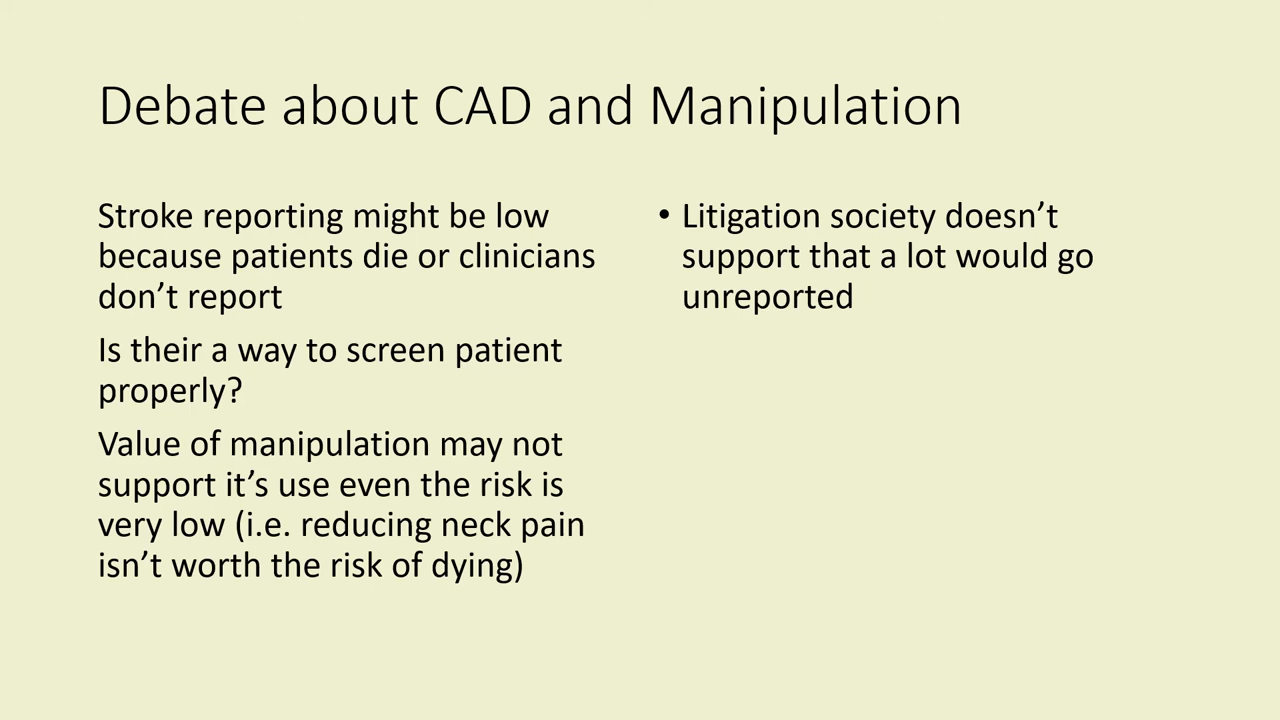 Debate about CAD and Manipulation
Stroke reporting might be low
because patients die or clinicians
don’t report
Is their a way to screen patient
properly?
Value of manipulation may not
support it’s use even the risk is
very low (i.e. reducing neck pain
isn’t worth the risk of dying)
• Litigation society doesn’t
support that a lot would go
unreported